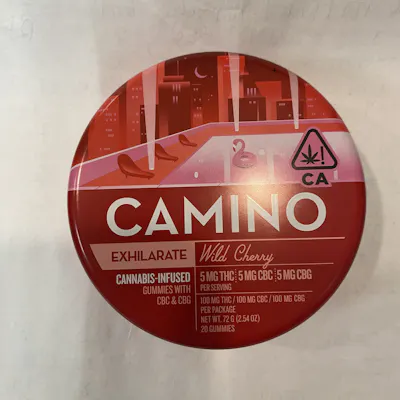 CA
CAMINO
EXHILARATE
Wild Cherry
CANNABIS-INFUSED
GUMMIES WITH
CBC & CBG
5 MG THC 5 MG CBC 5 MG CBG
PER SERVING
100 MG THC / 100 MG CBC / 100 MG CBG
PER PACKAGE
NET WT. 72 G (2.54 OZ)
20 GUMMIES